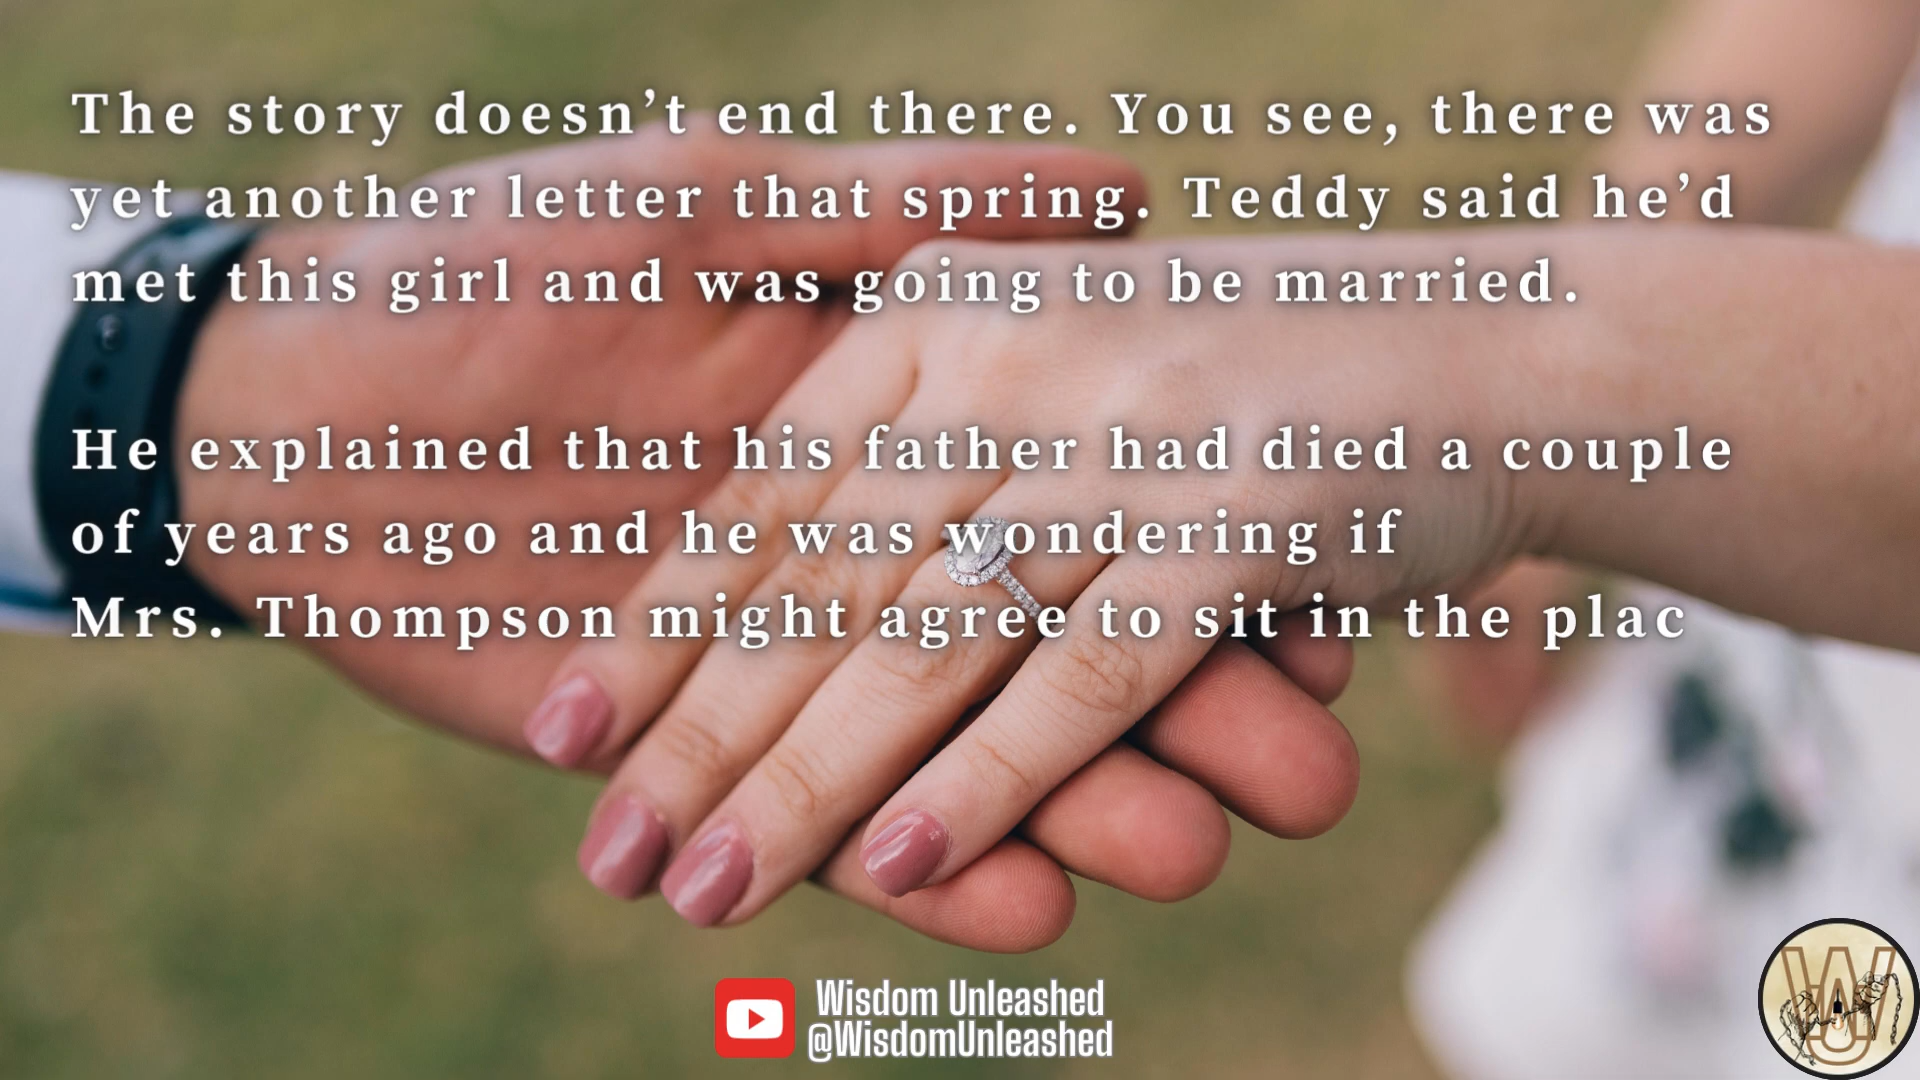 The story doesn’t end there. You see, there was
yet another letter that spring. Teddy said he’d
met this girl and was going to be married.
He explained that his father had died a couple
of years ago and he was wondering if
Mrs. Thompson might agree to sit in the plac
Wisdom Unleashed
@WisdomUnleashed
WU